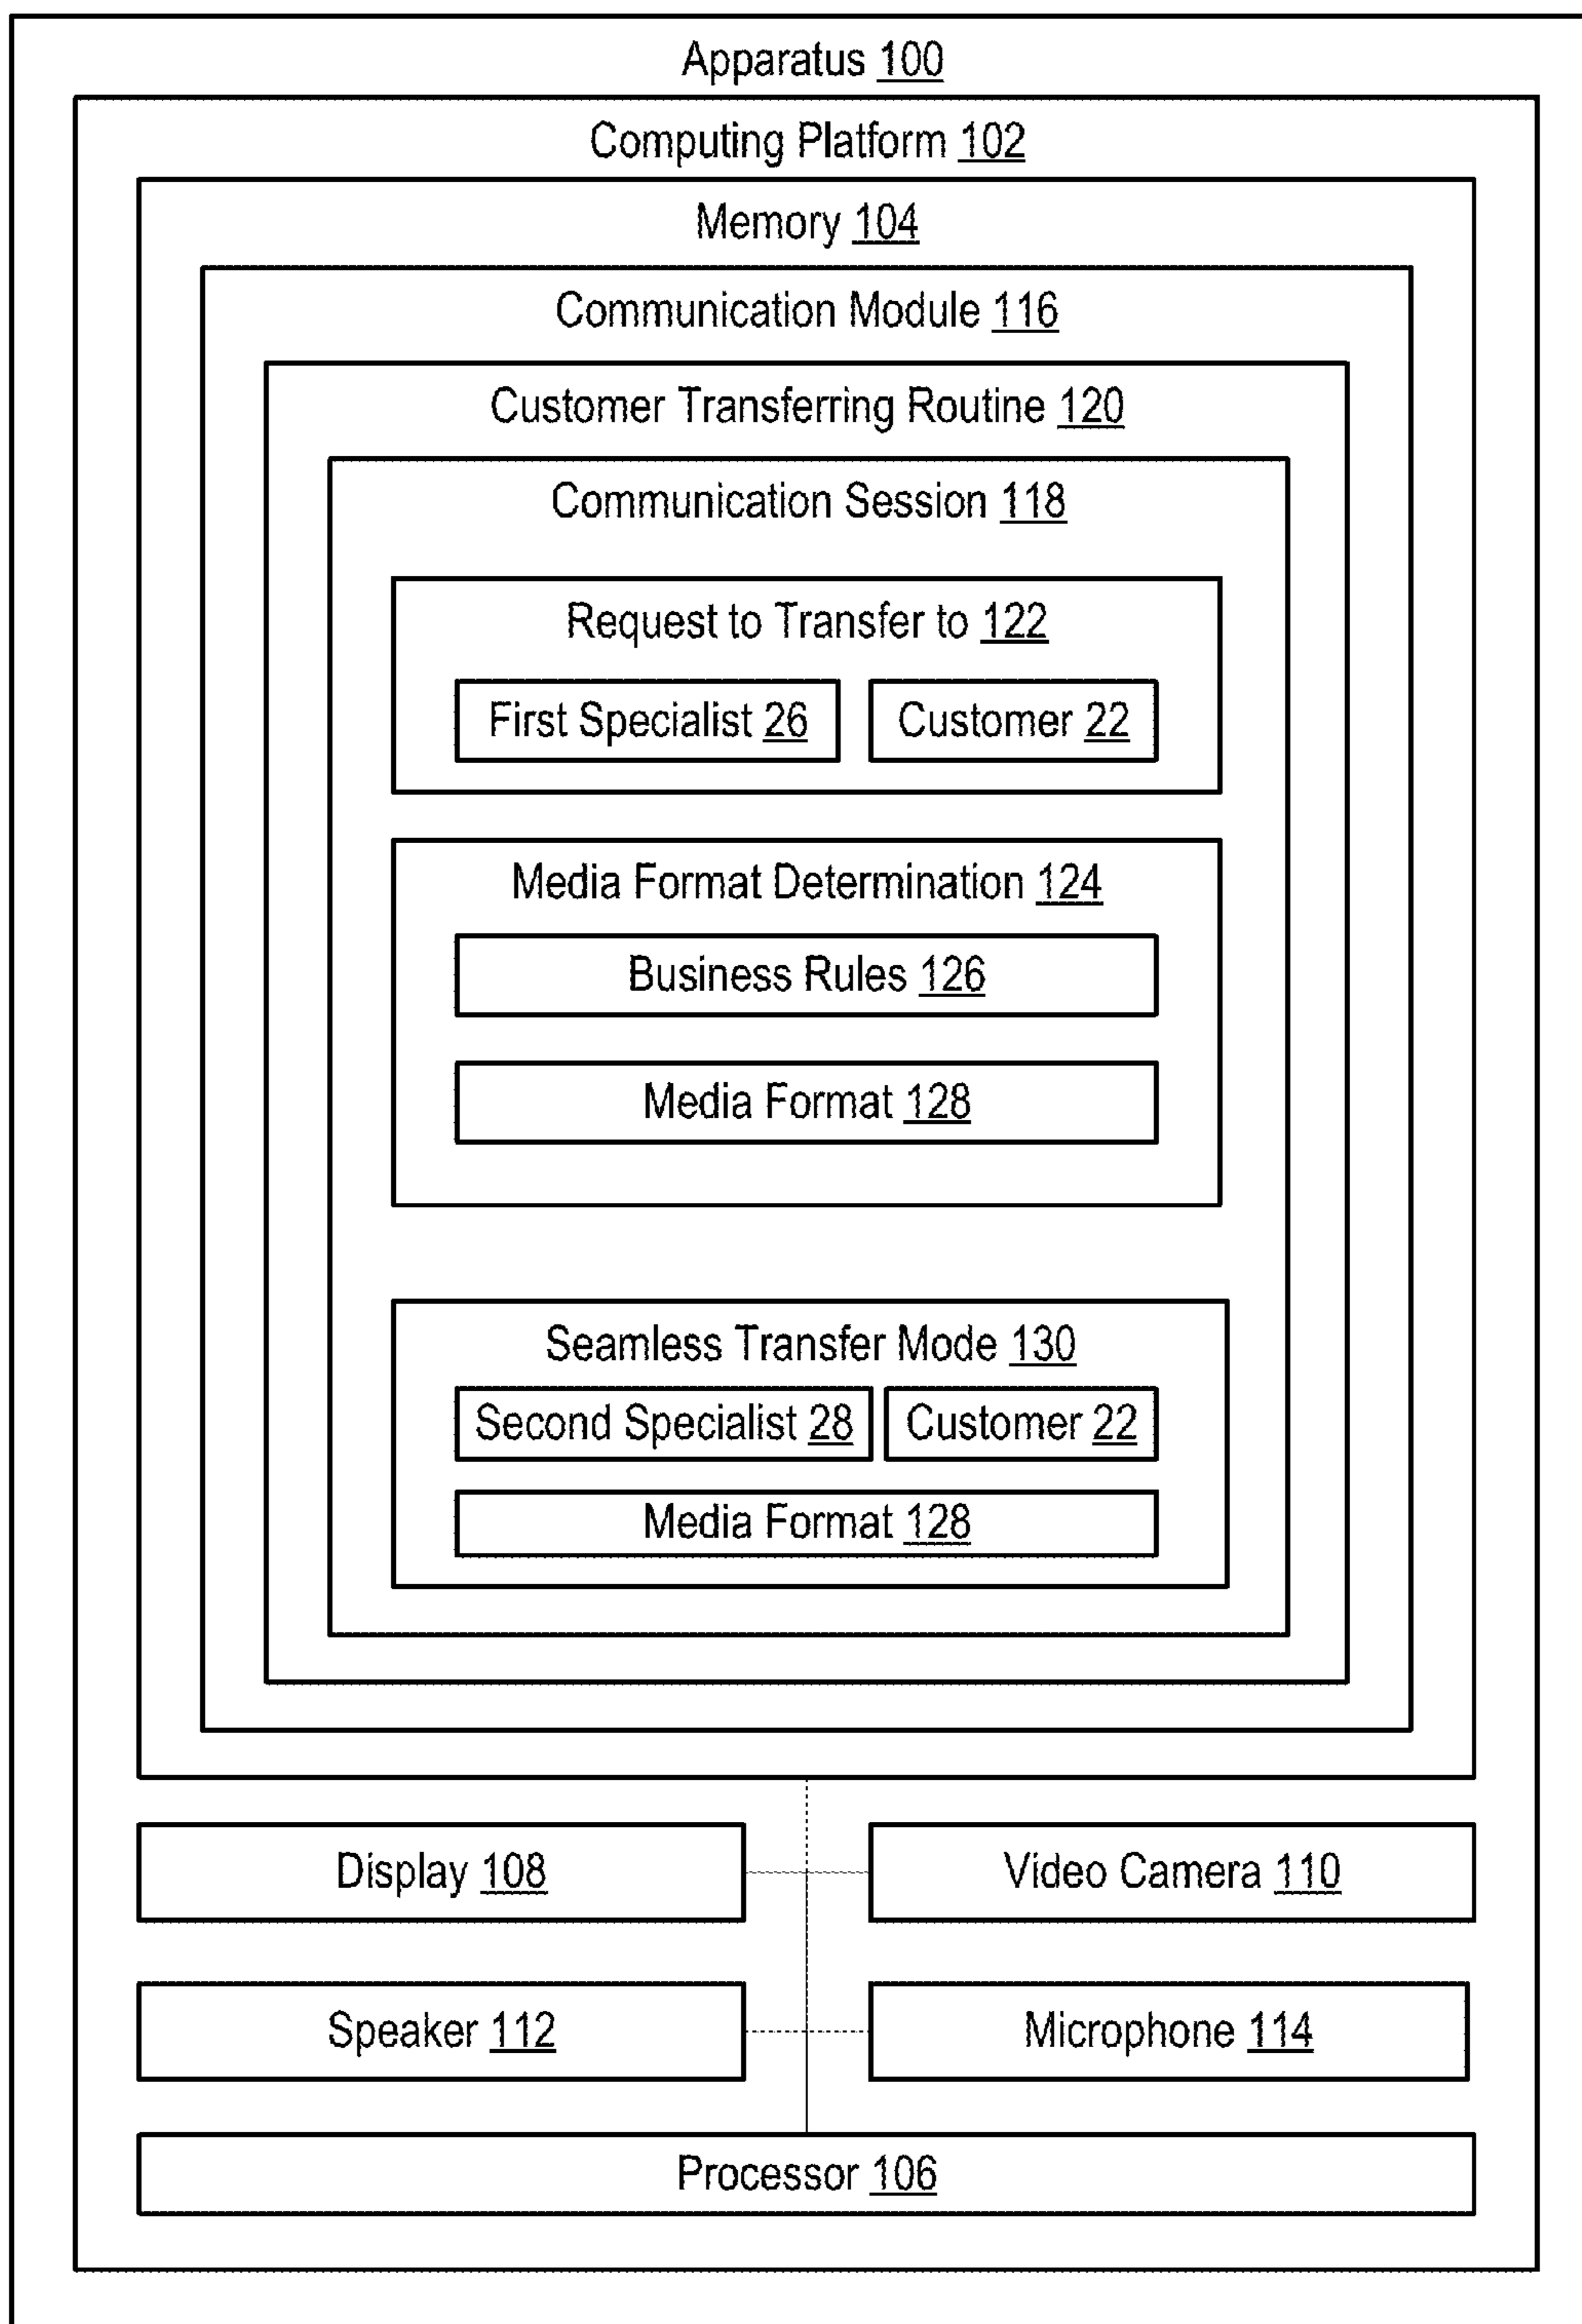 Apparatus 100
Computing Platform 102
Memory 104
Communication Module 116
Customer Transferring Routine 120
Communication Session 118
Request to Transfer to 122
First Specialist 26 Customer 22
Media Format Determination 124
Business Rules 126
Media Format 128
Seamless Transfer Mode 130
Second Specialist 28 Customer 22
Media Format 128
Display 108 Video Camera 110
Speaker 112 Microphone 114
Processor 106